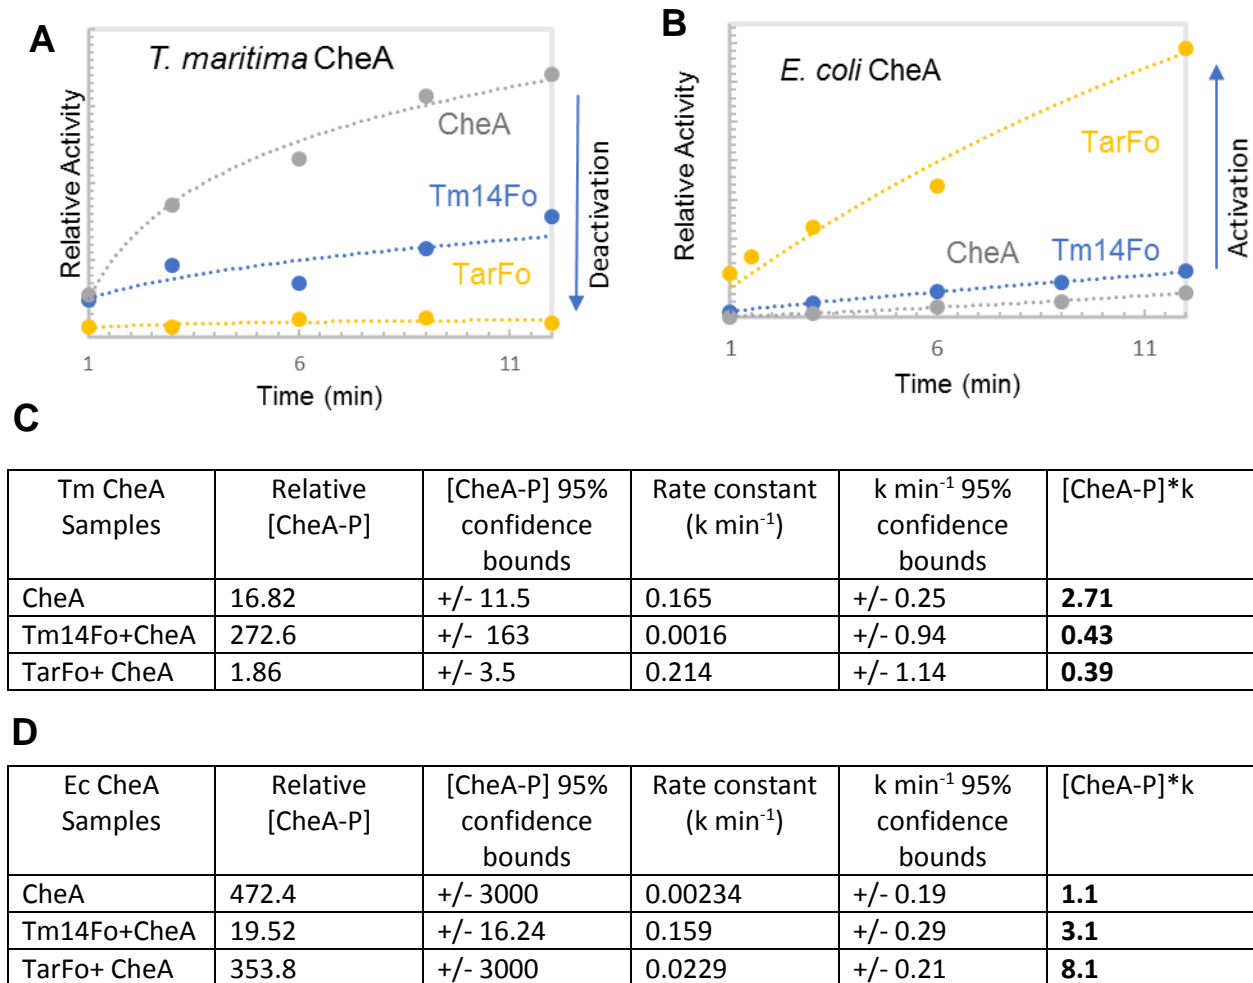 A
T. maritima CheA
Relative Activity
CheA
Tm14Fo
TarFo
Deactivation
1
6
11
Time (min)
B
E. coli CheA
Relative Activity
TarFo
CheA
Tm14Fo
Activation
1
6
11
Time (min)
C
Tm CheA Samples | Relative [CheA-P] | [CheA-P] 95% confidence bounds | Rate constant (k min-1) | k min-1 95% confidence bounds | [CheA-P]*k
CheA | 16.82 | +/- 11.5 | 0.165 | +/- 0.25 | 2.71
Tm14Fo+CheA | 272.6 | +/- 163 | 0.0016 | +/- 0.94 | 0.43
TarFo+ CheA | 1.86 | +/- 3.5 | 0.214 | +/- 1.14 | 0.39
D
Ec CheA Samples | Relative [CheA-P] | [CheA-P] 95% confidence bounds | Rate constant (k min-1) | k min-1 95% confidence bounds | [CheA-P]*k
CheA | 472.4 | +/- 3000 | 0.00234 | +/- 0.19 | 1.1
Tm14Fo+CheA | 19.52 | +/- 16.24 | 0.159 | +/- 0.29 | 3.1
TarFo+ CheA | 353.8 | +/- 3000 | 0.0229 | +/- 0.21 | 8.1